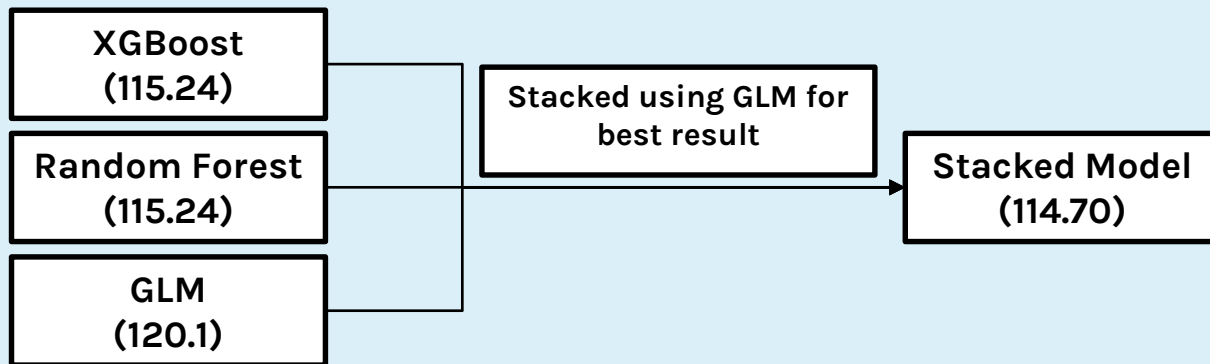 XGBoost
(115.24)
Random Forest
(115.24)
GLM
(120.1)
Stacked using GLM for
best result
Stacked Model
(114.70)